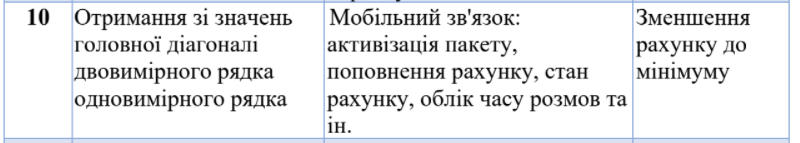 10 Отримання зі значень Мобільний зв'язок: Зменшення
головної діагоналі активізація пакету, рахунку до
двовимірного рядка поповнення рахунку, стан мінімуму
одновимірного рядка рахунку, облік часу розмов та
ін.